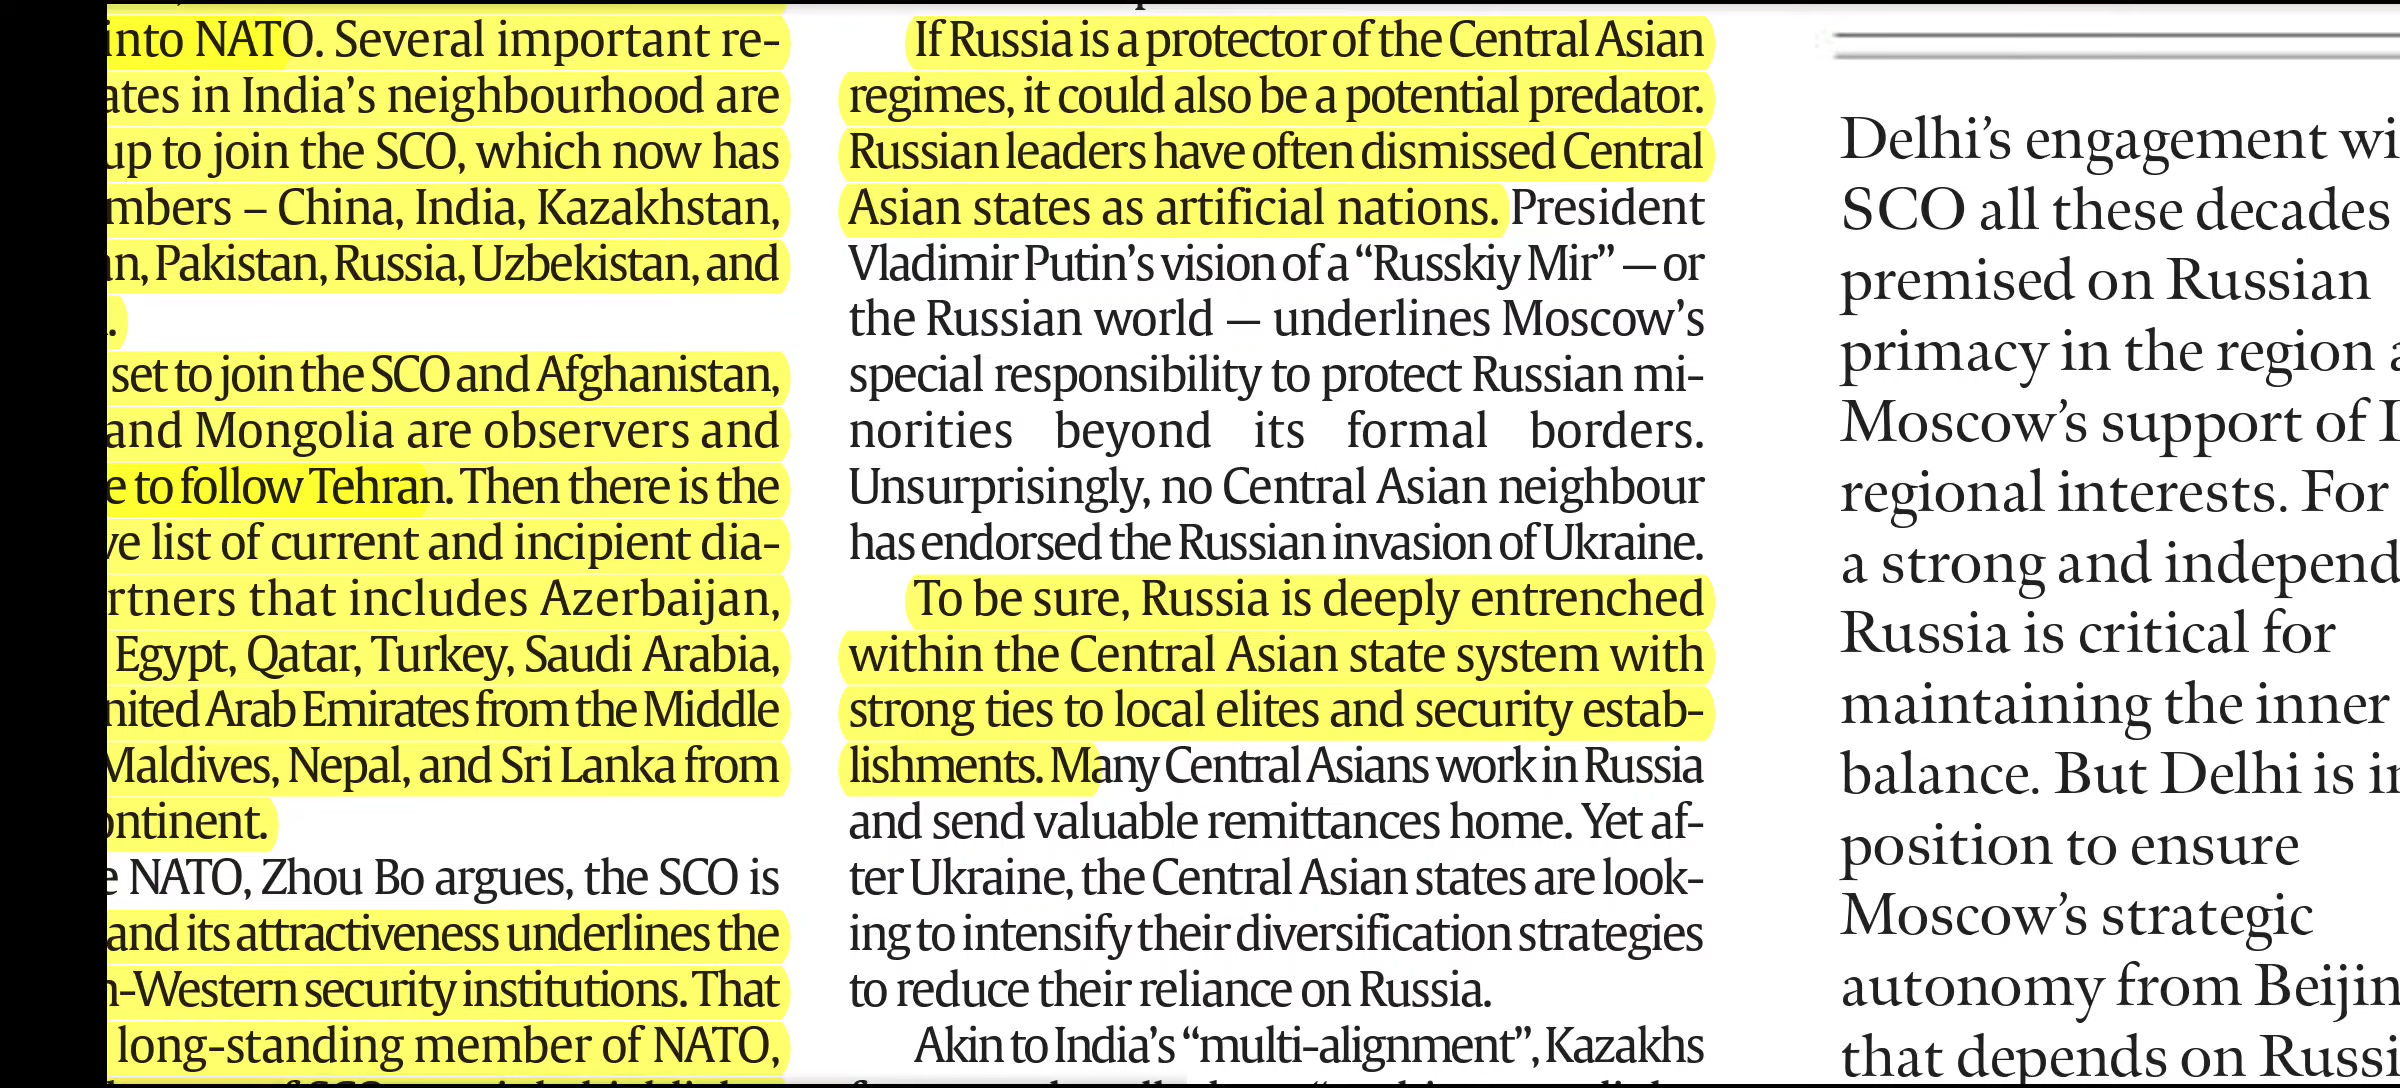 into NATO. Several important re-
ates in India’s neighbourhood are
up to join the SCO, which now has
mbers – China, India, Kazakhstan,
an, Pakistan, Russia, Uzbekistan, and
.
set to join the SCO and Afghanistan,
and Mongolia are observers and
e to follow Tehran. Then there is the
ve list of current and incipient dia-
rtners that includes Azerbaijan,
Egypt, Qatar, Turkey, Saudi Arabia,
nited Arab Emirates from the Middle
Maldives, Nepal, and Sri Lanka from
ontinent.
e NATO, Zhou Bo argues, the SCO is
and its attractiveness underlines the
n-Western security institutions. That
long-standing member of NATO,
If Russia is a protector of the Central Asian
regimes, it could also be a potential predator.
Russian leaders have often dismissed Central
Asian states as artificial nations. President
Vladimir Putin’s vision of a “Russkiy Mir” — or
the Russian world — underlines Moscow’s
special responsibility to protect Russian mi-
norities beyond its formal borders.
Unsurprisingly, no Central Asian neighbour
has endorsed the Russian invasion of Ukraine.
To be sure, Russia is deeply entrenched
within the Central Asian state system with
strong ties to local elites and security estab-
lishments. Many Central Asians work in Russia
and send valuable remittances home. Yet af-
ter Ukraine, the Central Asian states are look-
ing to intensify their diversification strategies
to reduce their reliance on Russia.
Akin to India’s “multi-alignment”, Kazakhs
Delhi’s engagement wi
SCO all these decades
premised on Russian
primacy in the region a
Moscow’s support of I
regional interests. For
a strong and independ
Russia is critical for
maintaining the inner
balance. But Delhi is in
position to ensure
Moscow’s strategic
autonomy from Beijin
that depends on Russi